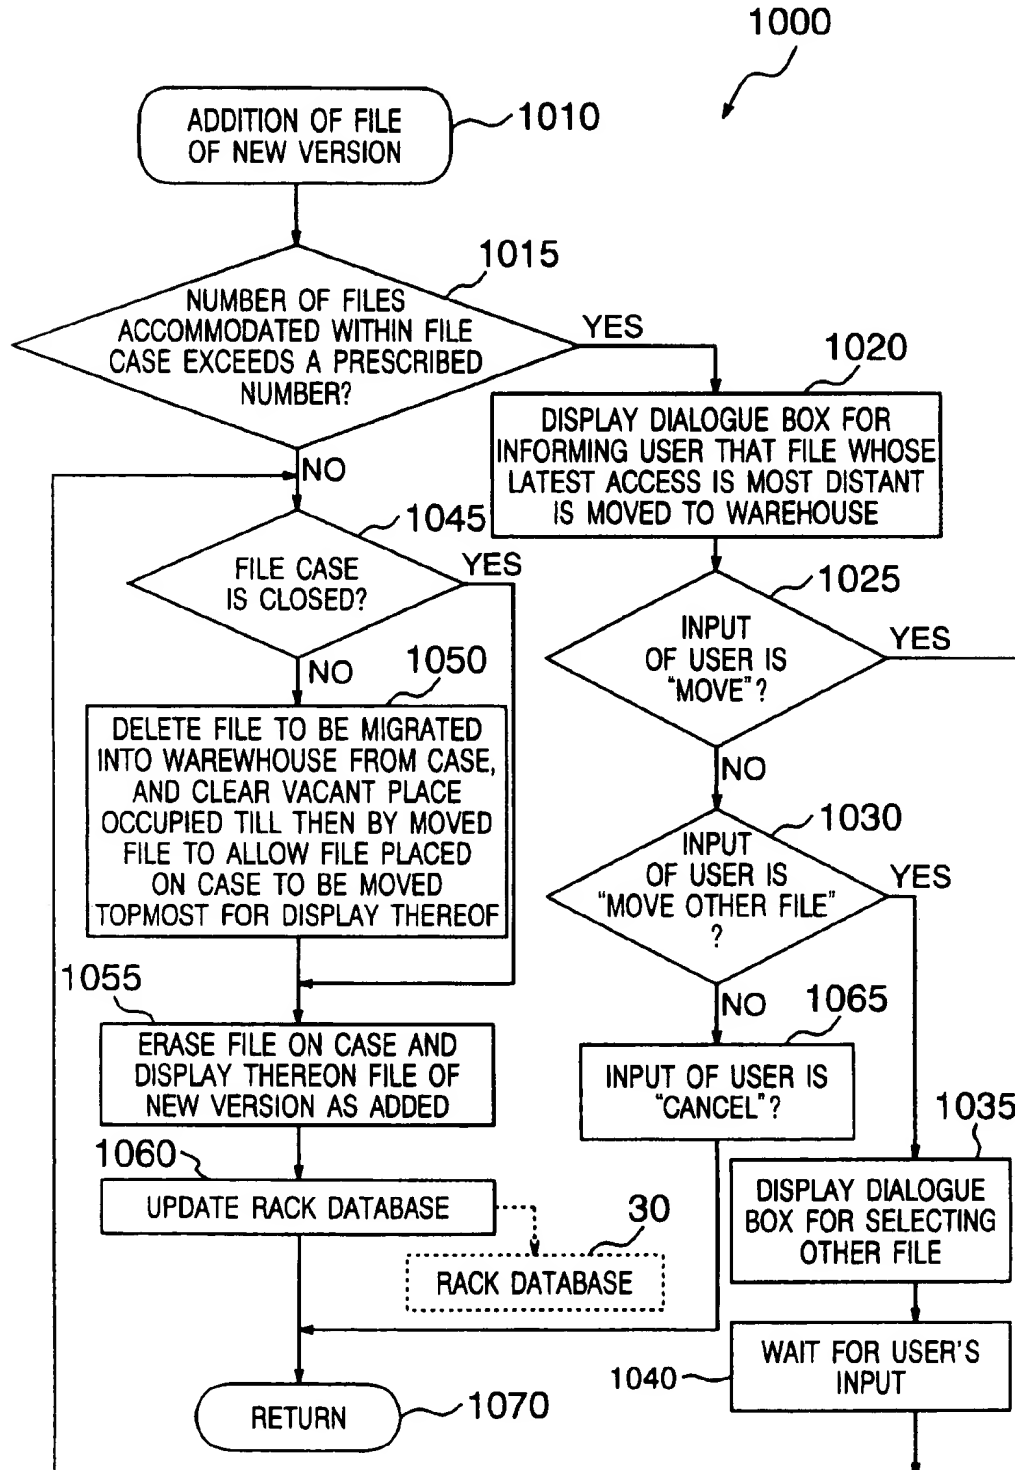 1000
ADDITION OF FILE
OF NEW VERSION
1010
1015
NUMBER OF FILES
ACCOMMODATED WITHIN FILE
CASE EXCEEDS A PRESCRIBED
NUMBER?
YES
NO
1020
DISPLAY DIALOGUE BOX FOR
INFORMING USER THAT FILE WHOSE
LATEST ACCESS IS MOST DISTANT
IS MOVED TO WAREHOUSE
1045
FILE CASE
IS CLOSED?
YES
NO
1025
INPUT
OF USER IS
"MOVE"?
YES
NO
1050
DELETE FILE TO BE MIGRATED
INTO WAREWHOUSE FROM CASE,
AND CLEAR VACANT PLACE
OCCUPIED TILL THEN BY MOVED
FILE TO ALLOW FILE PLACED
ON CASE TO BE MOVED
TOPMOST FOR DISPLAY THEREOF
1030
INPUT
OF USER IS
"MOVE OTHER FILE"
?
YES
NO
1055
ERASE FILE ON CASE AND
DISPLAY THEREON FILE OF
NEW VERSION AS ADDED
1065
INPUT OF USER IS
"CANCEL"?
1060
UPDATE RACK DATABASE
30
RACK DATABASE
1035
DISPLAY DIALOGUE
BOX FOR SELECTING
OTHER FILE
1040
WAIT FOR USER'S
INPUT
RETURN
1070